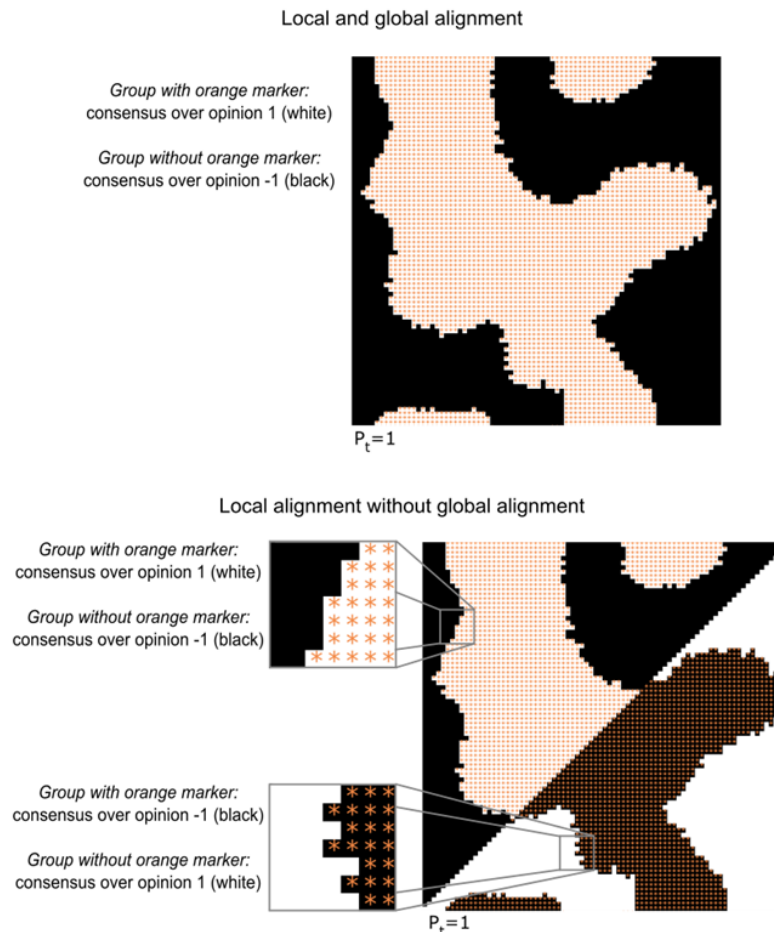 Local and global alignment
Group with orange marker:
consensus over opinion 1 (white)
Group without orange marker:
consensus over opinion -1 (black)
P_t=1
Local alignment without global alignment
Group with orange marker:
consensus over opinion 1 (white)
Group without orange marker:
consensus over opinion -1 (black)
Group with orange marker:
consensus over opinion -1 (black)
Group without orange marker:
consensus over opinion 1 (white)
P_t=1